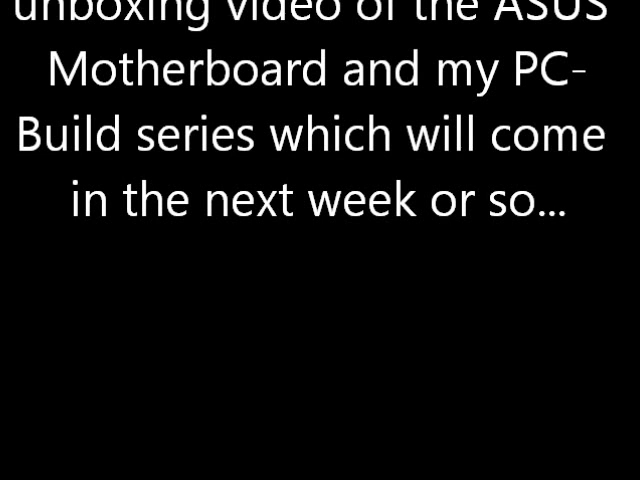 unboxing video of the ASUS
Motherboard and my PC-
Build series which will come
in the next week or so...